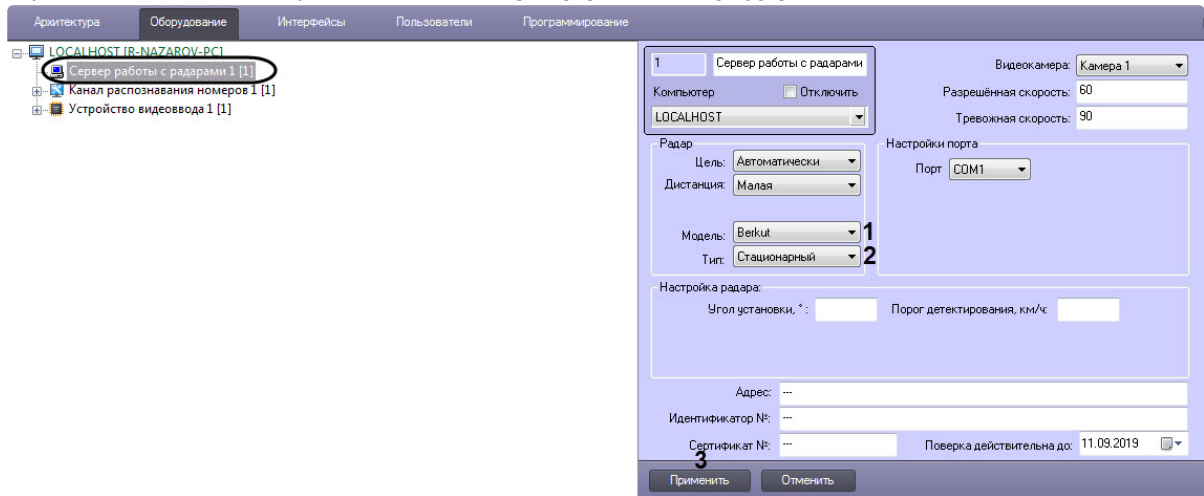 Архитектура Оборудование Интерфейсы Пользователи Программирование
LOCALHOST [R-NAZAROV-PC]
Сервер работы с радарами 1 [1]
Канал распознавания номеров 1 [1]
Устройство видеоввода 1 [1]
1 Сервер работы с радарами
Компьютер Отключить
LOCALHOST
Видеокамера: Камера 1
Разрешённая скорость: 60
Тревожная скорость: 90
Радар
Цель: Автоматически
Дистанция: Малая
Модель: Berkut 1
Тип: Стационарный 2
Настройки порта
Порт COM1
Настройка радара:
Угол установки, ° : Порог детектирования, км/ч:
Адрес: ---
Идентификатор №: ---
Сертификат №: --- Поверка действительна до: 11.09.2019
3
Применить Отменить